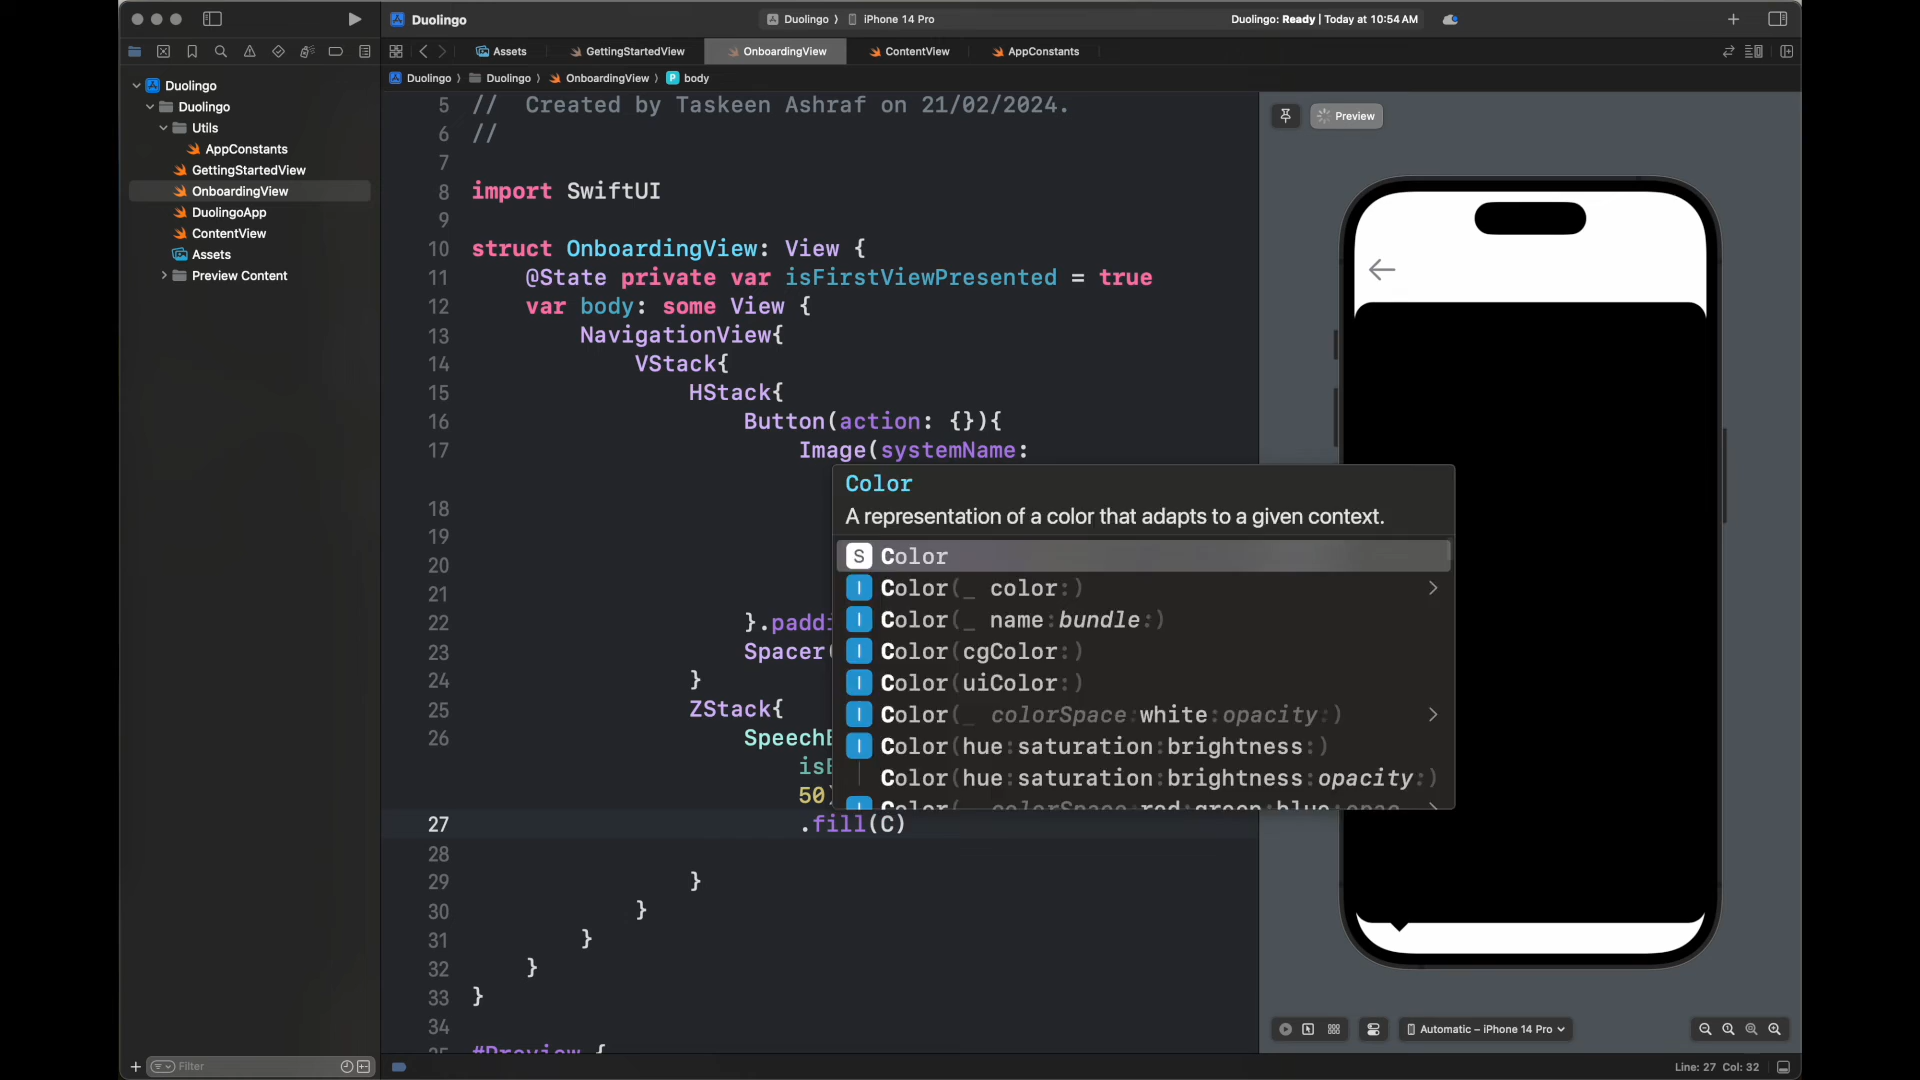 Duolingo
Duolingo
iPhone 14 Pro
Duolingo: Ready | Today at 10:54 AM
Assets
GettingStartedView
OnboardingView
ContentView
AppConstants
Duolingo
Duolingo
OnboardingView
P
body
Duolingo
Duolingo
Utils
AppConstants
GettingStartedView
OnboardingView
DuolingoApp
ContentView
Assets
Preview Content
5 //  Created by Taskeen Ashraf on 21/02/2024.
6 //
7
8 import SwiftUI
9
10 struct OnboardingView: View {
11 @State private var isFirstViewPresented = true
12 var body: some View {
13 NavigationView{
14 VStack{
15 HStack{
16 Button(action: {}){
17 Image(systemName:
18
19
20
21
22 }.paddi
23 Spacer(
24 }
25 ZStack{
26 SpeechB
isB
50)
27 .fill(C)
28
29 }
30 }
31 }
32 }
33 }
34
#Preview {
Color
A representation of a color that adapts to a given context.
S Color
I Color(_ color:)
I Color(_ name:bundle:)
I Color(cgColor:)
I Color(uiColor:)
I Color(_ colorSpace:white:opacity:)
I Color(hue:saturation:brightness:)
Color(hue:saturation:brightness:opacity:)
Color(_ colorSpace:red:green:blue:opac
Preview
Automatic – iPhone 14 Pro
Filter
Line: 27 Col: 32